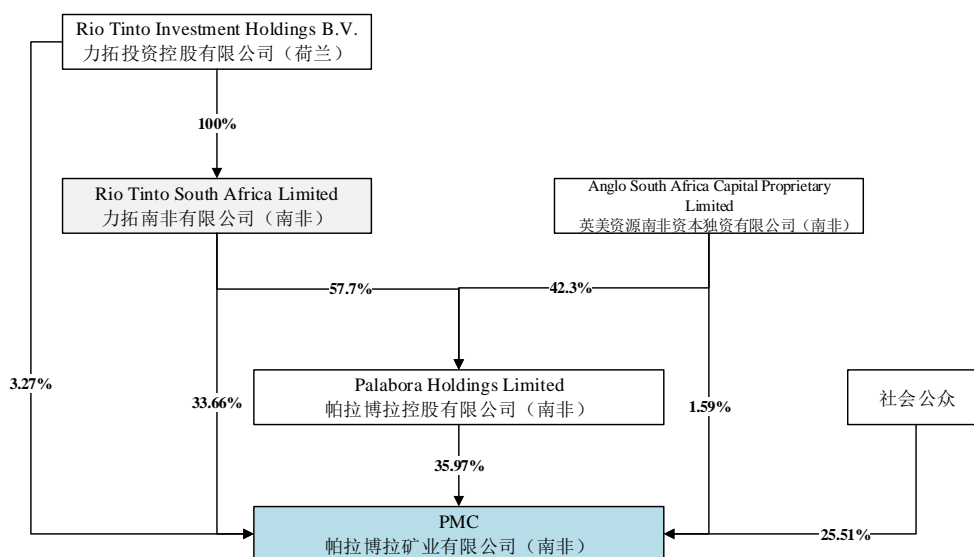 Rio Tinto Investment Holdings B.V.
力拓投资控股有限公司（荷兰）
100%
Rio Tinto South Africa Limited
力拓南非有限公司（南非）
Anglo South Africa Capital Proprietary
Limited
英美资源南非资本独资有限公司（南非）
57.7%
42.3%
3.27%
33.66%
Palabora Holdings Limited
帕拉博拉控股有限公司（南非）
1.59%
社会公众
35.97%
PMC
帕拉博拉矿业有限公司（南非）
25.51%